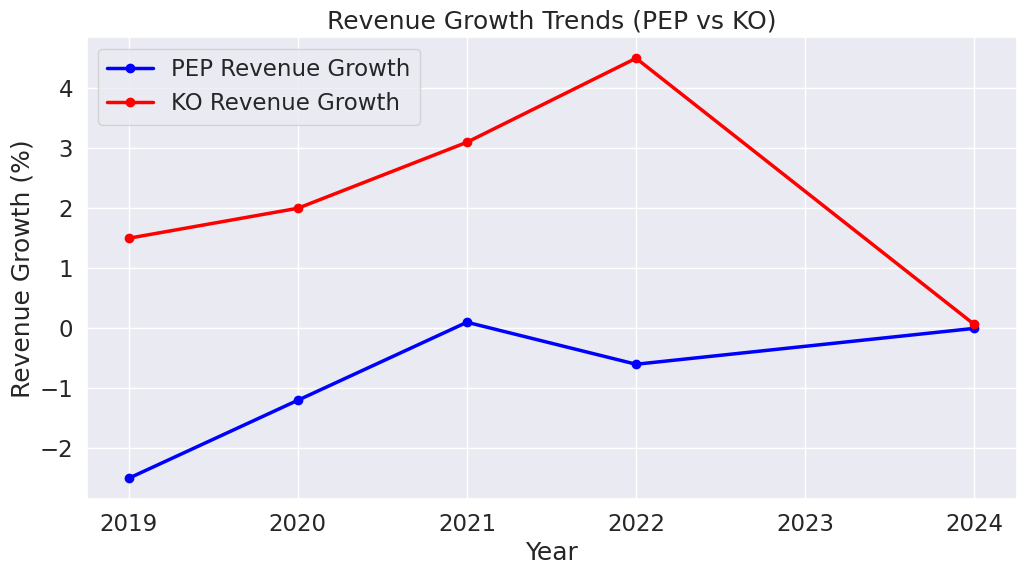 Revenue Growth Trends (PEP vs KO)
PEP Revenue Growth
KO Revenue Growth
Revenue Growth (%)
4
3
2
1
0
−1
−2
2019 2020 2021 2022 2023 2024
Year